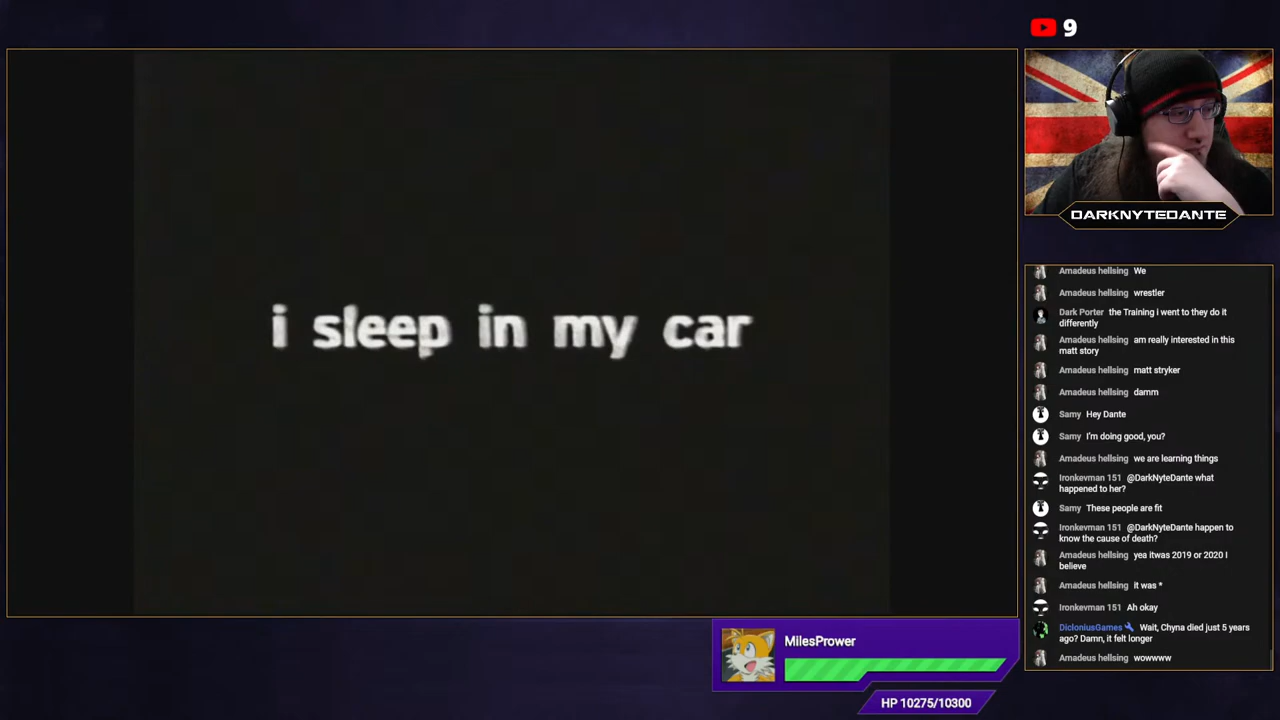 9
i sleep in my car
DARKNYTEDANTE
Amadeus hellsing We
Amadeus hellsing wrestler
Dark Porter the Training i went to they do it
differently
Amadeus hellsing am really interested in this
matt story
Amadeus hellsing matt stryker
Amadeus hellsing damm
Samy Hey Dante
Samy I'm doing good, you?
Amadeus hellsing we are learning things
Ironkevman 151 @DarkNyteDante what
happened to her?
Samy These people are fit
Ironkevman 151 @DarkNyteDante happen to
know the cause of death?
Amadeus hellsing yea itwas 2019 or 2020 I
believe
Amadeus hellsing it was *
Ironkevman 151 Ah okay
DicloniusGames Wait, Chyna died just 5 years
ago? Damn, it felt longer
Amadeus hellsing wowwww
MilesPrower
HP 10275/10300